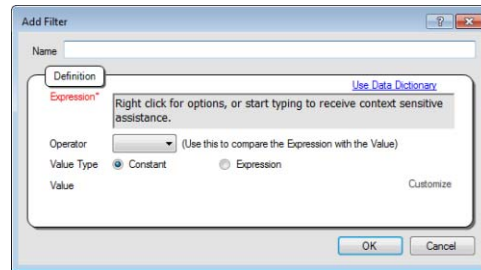 Add Filter
Name
Definition
Use Data Dictionary
Expression*
Right click for options, or start typing to receive context sensitive
assistance.
Operator (Use this to compare the Expression with the Value)
Value Type Constant Expression
Value Customize
OK Cancel